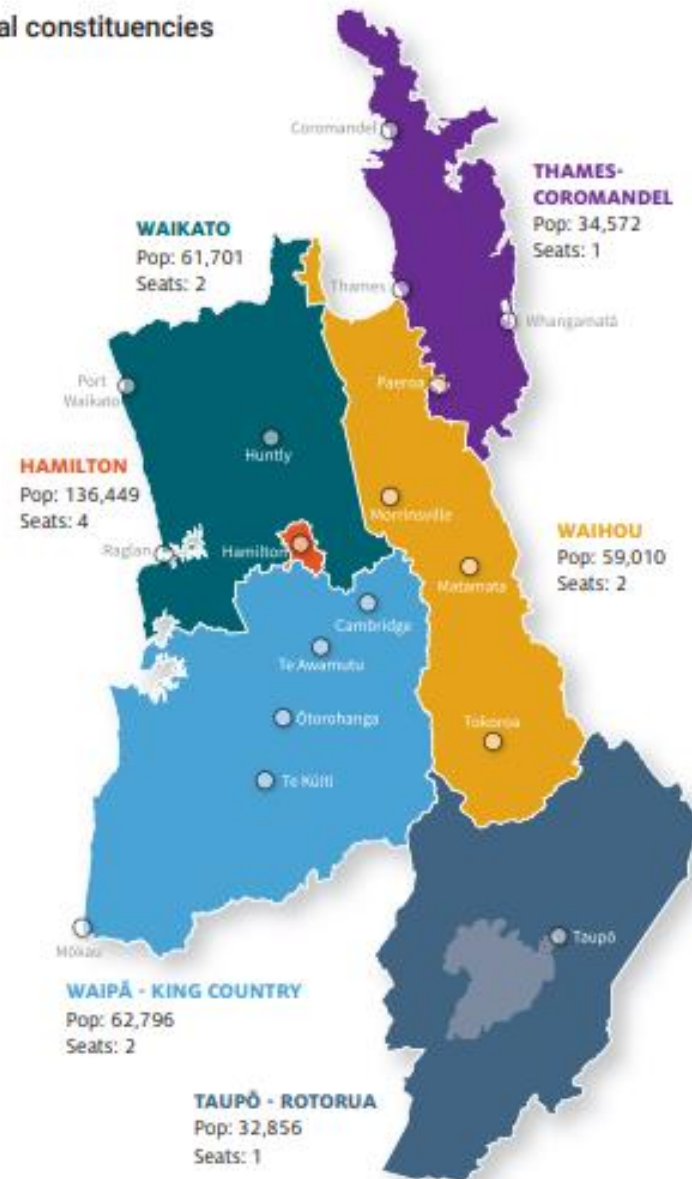 al constituencies
Coromandel
THAMES-
COROMANDEL
Pop: 34,572
Seats: 1
WAIKATO
Pop: 61,701
Seats: 2
Thames
Whangamatā
Port
Waikato
Paeroa
Huntly
HAMILTON
Pop: 136,449
Seats: 4
Morrinsville
Raglan
Hamilton
WAIHOU
Pop: 59,010
Seats: 2
Matamata
Cambridge
Te Awamutu
Ōtorohanga
Tokoroa
Te Kūiti
Taupō
Mōkau
WAIPĀ - KING COUNTRY
Pop: 62,796
Seats: 2
TAUPŌ - ROTORUA
Pop: 32,856
Seats: 1